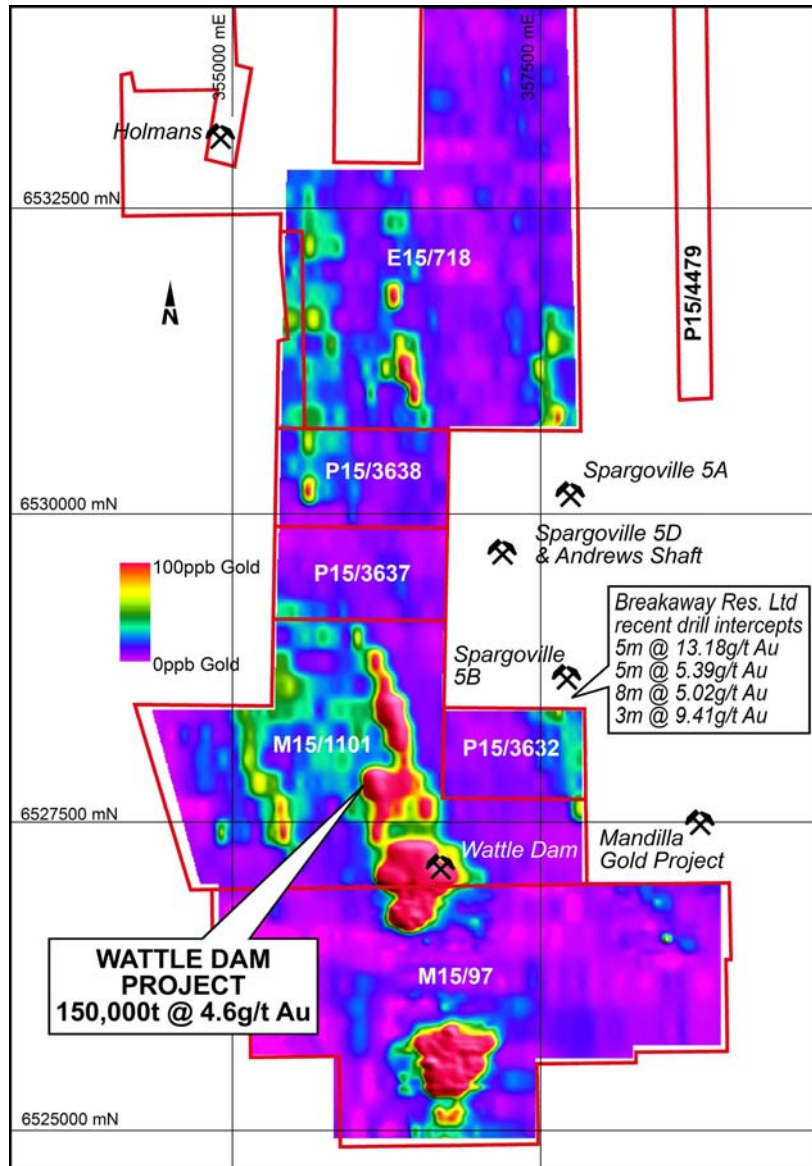 355000 mE
357500 mE
Holmans
6532500 mN
E15/718
P15/4479
N
P15/3638
Spargoville 5A
6530000 mN
Spargoville 5D
& Andrews Shaft
100ppb Gold
0ppb Gold
P15/3637
Breakaway Res. Ltd
recent drill intercepts
5m @ 13.18g/t Au
5m @ 5.39g/t Au
8m @ 5.02g/t Au
3m @ 9.41g/t Au
Spargoville
5B
M15/1101
P15/3632
6527500 mN
Wattle Dam
Mandilla
Gold Project
WATTLE DAM
PROJECT
150,000t @ 4.6g/t Au
M15/97
6525000 mN